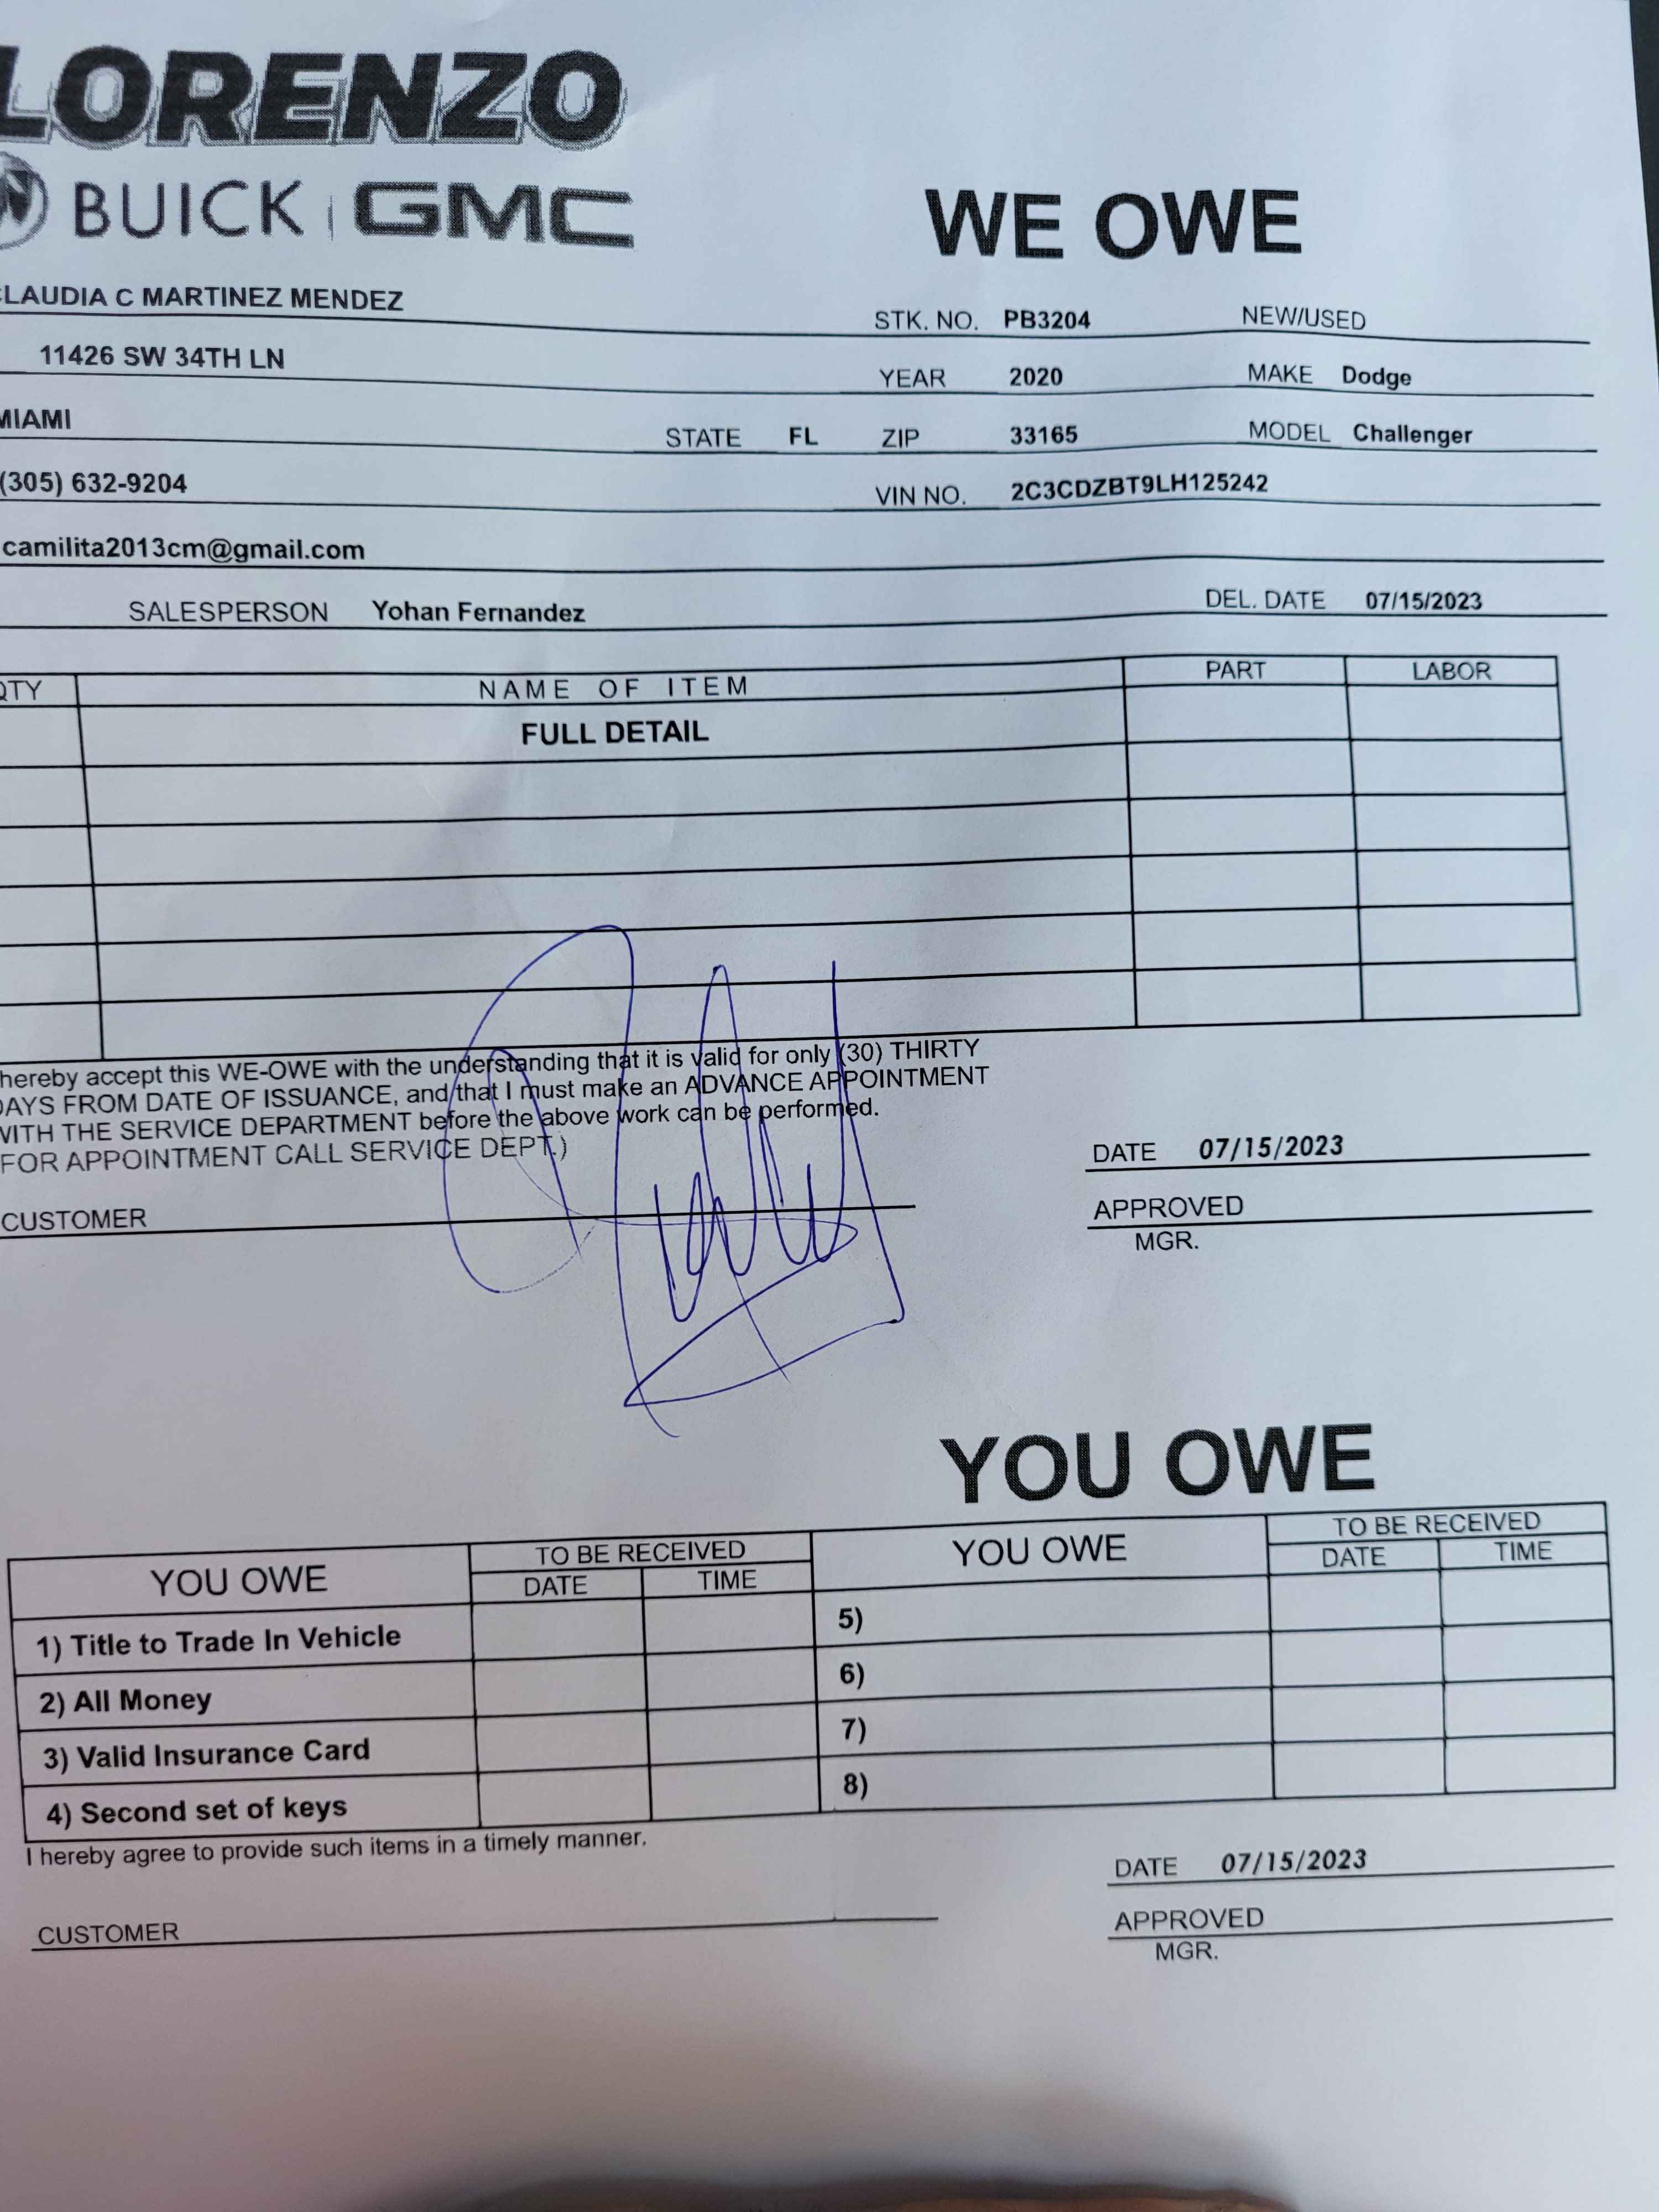 LORENZO
BUICK GMC
WE OWE
CLAUDIA C MARTINEZ MENDEZ
STK. NO. PB3204 NEW/USED
11426 SW 34TH LN
YEAR 2020 MAKE Dodge
MIAMI STATE FL ZIP 33165 MODEL Challenger
(305) 632-9204 VIN NO. 2C3CDZBT9LH125242
camilita2013cm@gmail.com
SALESPERSON Yohan Fernandez DEL. DATE 07/15/2023
QTY NAME OF ITEM PART LABOR
FULL DETAIL
hereby accept this WE-OWE with the understanding that it is valid for only (30) THIRTY
DAYS FROM DATE OF ISSUANCE, and that I must make an ADVANCE APPOINTMENT
WITH THE SERVICE DEPARTMENT before the above work can be performed.
FOR APPOINTMENT CALL SERVICE DEPT.)
DATE 07/15/2023
CUSTOMER APPROVED
MGR.
YOU OWE
YOU OWE TO BE RECEIVED YOU OWE TO BE RECEIVED
DATE TIME DATE TIME
1) Title to Trade In Vehicle 5)
2) All Money 6)
3) Valid Insurance Card 7)
4) Second set of keys 8)
I hereby agree to provide such items in a timely manner.
DATE 07/15/2023
CUSTOMER APPROVED
MGR.